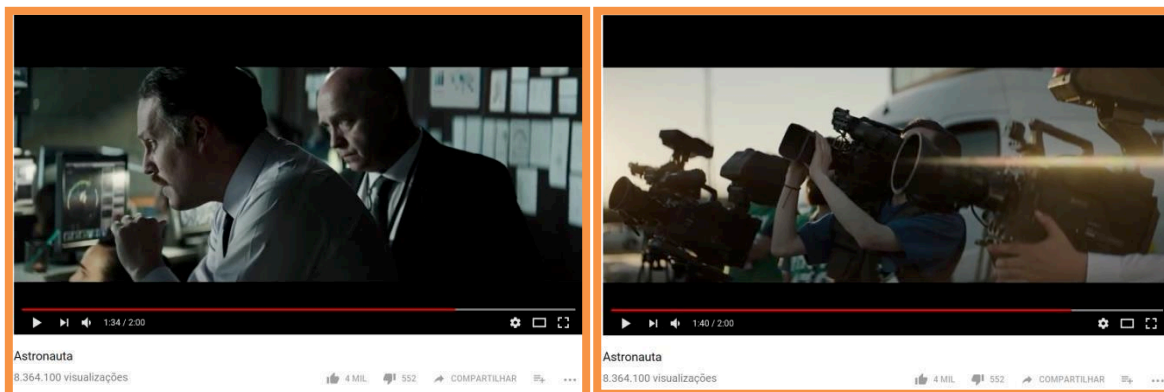 1:34 / 2:00
Astronauta
8.364.100 visualizações
4 MIL 552 COMPARTILHAR
1:40 / 2:00
Astronauta
8.364.100 visualizações
4 MIL 552 COMPARTILHAR